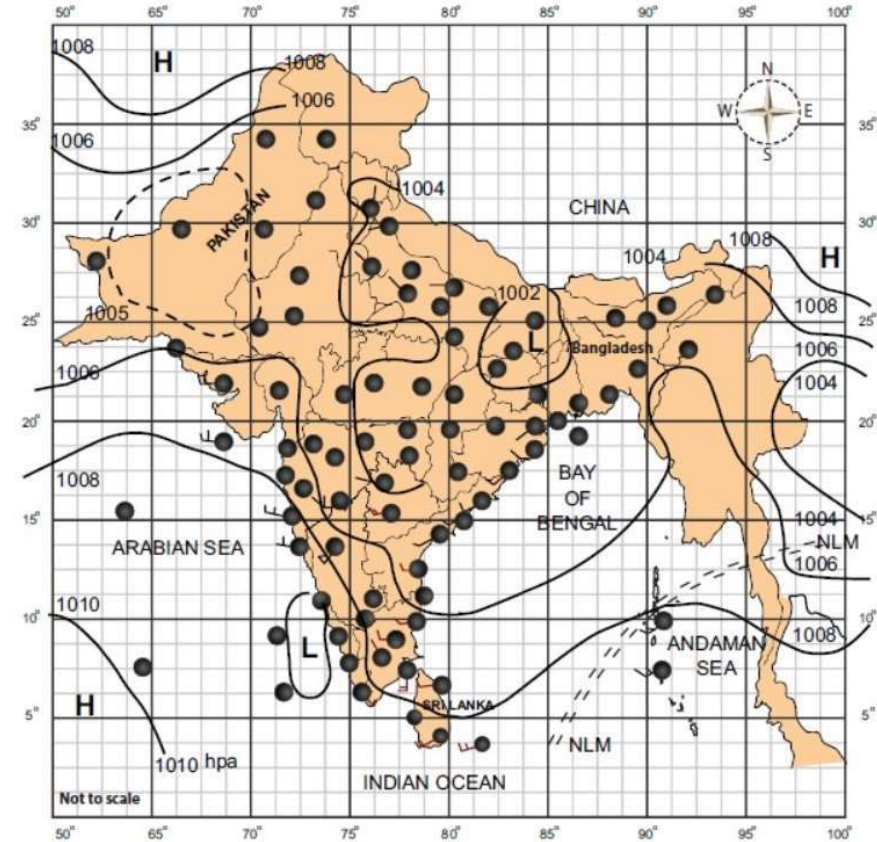 50° 65° 70° 75° 80° 85° 90° 95° 100°
1008
H
1008
1006
N
W E
S
35° 35°
1006
1004
PAKISTAN
CHINA
30° 30°
1008
1004
H
1002
1005
1008
25° 25°
L
Bangladesh
1006
1006
1004
20° 20°
BAY
OF
BENGAL
1008
15° 15°
1004
NLM
ARABIAN SEA
1006
1010
10° 10°
1008
L
ANDAMAN
SEA
H
5° 5°
SRI LANKA
NLM
1010 hpa
INDIAN OCEAN
Not to scale
50° 65° 70° 75° 80° 85° 90° 95° 100°